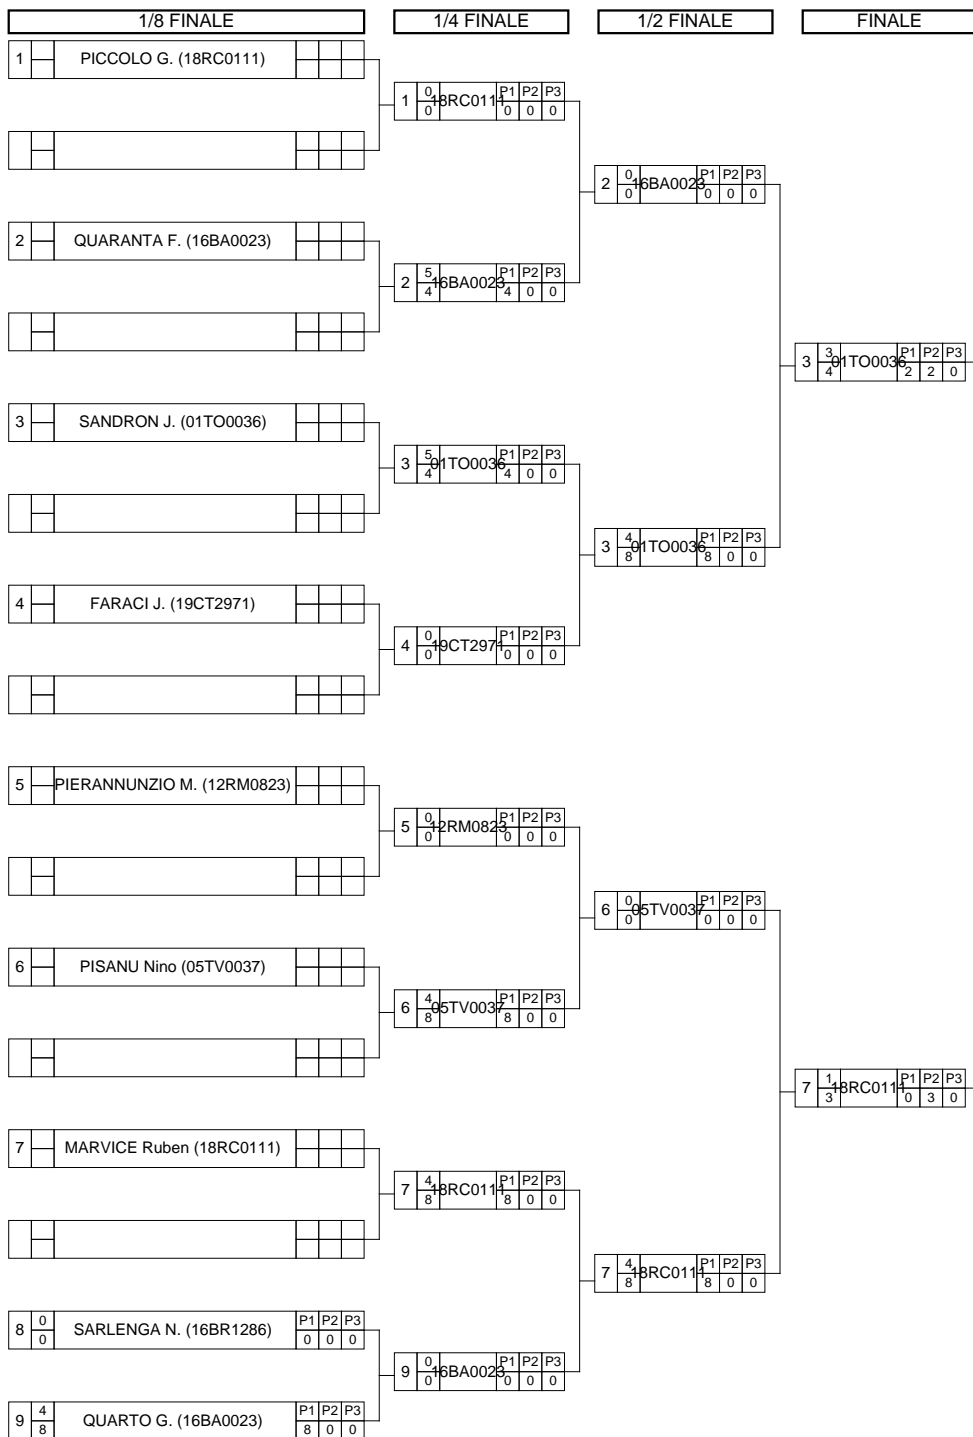 1/8 FINALE 1/4 FINALE 1/2 FINALE FINALE
1 PICCOLO G. (18RC0111)
1 0 0 18RC0111 P1 P2 P3 0 0 0
2 0 0 16BA0023 P1 P2 P3 0 0 0
2 QUARANTA F. (16BA0023)
2 5 4 16BA0023 P1 P2 P3 4 0 0
3 3 4 01TO0036 P1 P2 P3 2 2 0
3 SANDRON J. (01TO0036)
3 5 4 01TO0036 P1 P2 P3 4 0 0
3 4 8 01TO0036 P1 P2 P3 8 0 0
4 FARACI J. (19CT2971)
4 0 0 19CT2971 P1 P2 P3 0 0 0
5 PIERANNUNZIO M. (12RM0823)
5 0 0 12RM0823 P1 P2 P3 0 0 0
6 0 0 05TV0037 P1 P2 P3 0 0 0
6 PISANU Nino (05TV0037)
6 4 8 05TV0037 P1 P2 P3 8 0 0
7 1 3 18RC0111 P1 P2 P3 0 3 0
7 MARVICE Ruben (18RC0111)
7 4 8 18RC0111 P1 P2 P3 8 0 0
7 4 8 18RC0111 P1 P2 P3 8 0 0
8 0 0 SARLENGA N. (16BR1286) P1 P2 P3 0 0 0
9 0 0 16BA0023 P1 P2 P3 0 0 0
9 4 8 QUARTO G. (16BA0023) P1 P2 P3 8 0 0